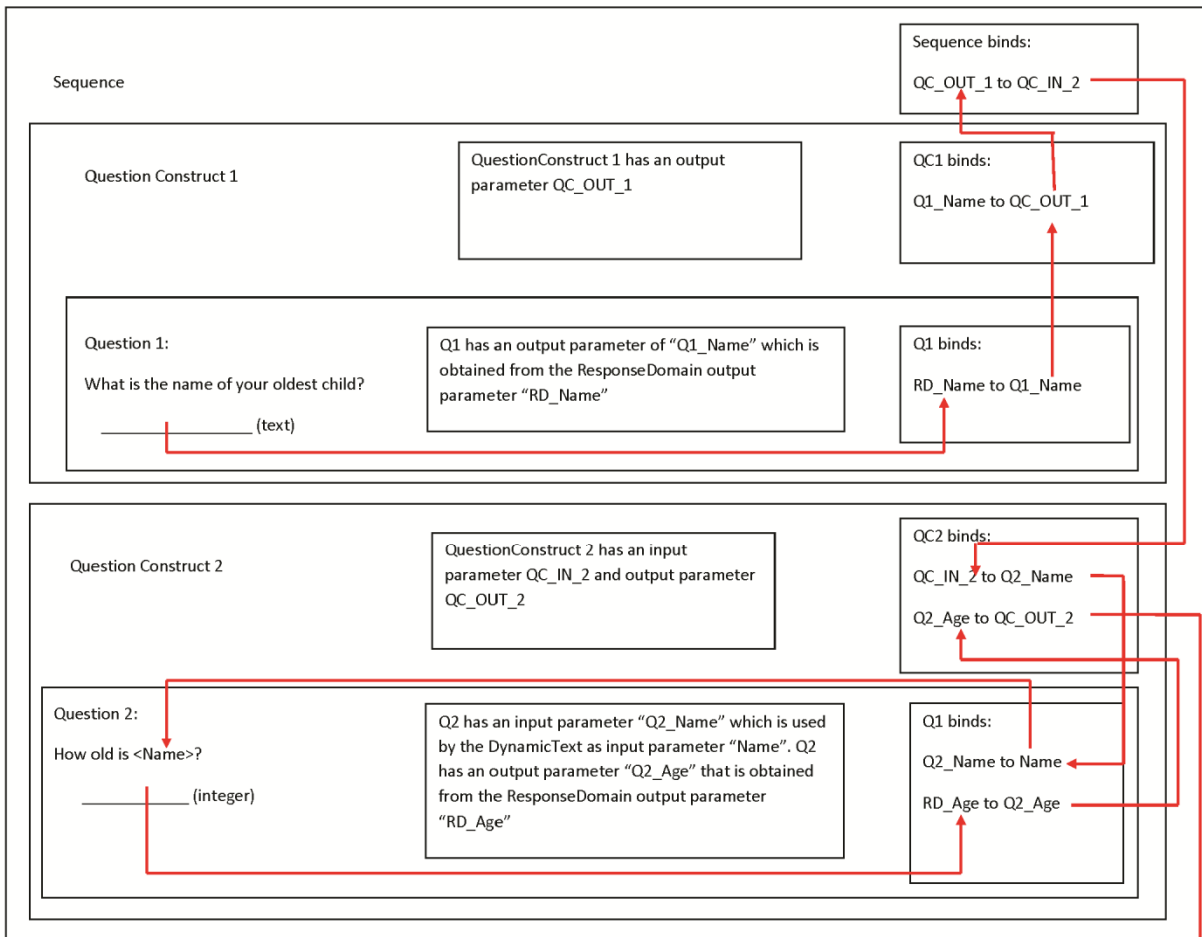 Sequence
Sequence binds:
QC_OUT_1 to QC_IN_2
Question Construct 1
QuestionConstruct 1 has an output
parameter QC_OUT_1
QC1 binds:
Q1_Name to QC_OUT_1
Question 1:
What is the name of your oldest child?
__________________ (text)
Q1 has an output parameter of “Q1_Name” which is
obtained from the ResponseDomain output
parameter “RD_Name”
Q1 binds:
RD_Name to Q1_Name
Question Construct 2
QuestionConstruct 2 has an input
parameter QC_IN_2 and output parameter
QC_OUT_2
QC2 binds:
QC_IN_2 to Q2_Name
Q2_Age to QC_OUT_2
Question 2:
How old is <Name>?
_____________ (integer)
Q2 has an input parameter “Q2_Name” which is used
by the DynamicText as input parameter “Name”. Q2
has an output parameter “Q2_Age” that is obtained
from the ResponseDomain output parameter
“RD_Age”
Q1 binds:
Q2_Name to Name
RD_Age to Q2_Age